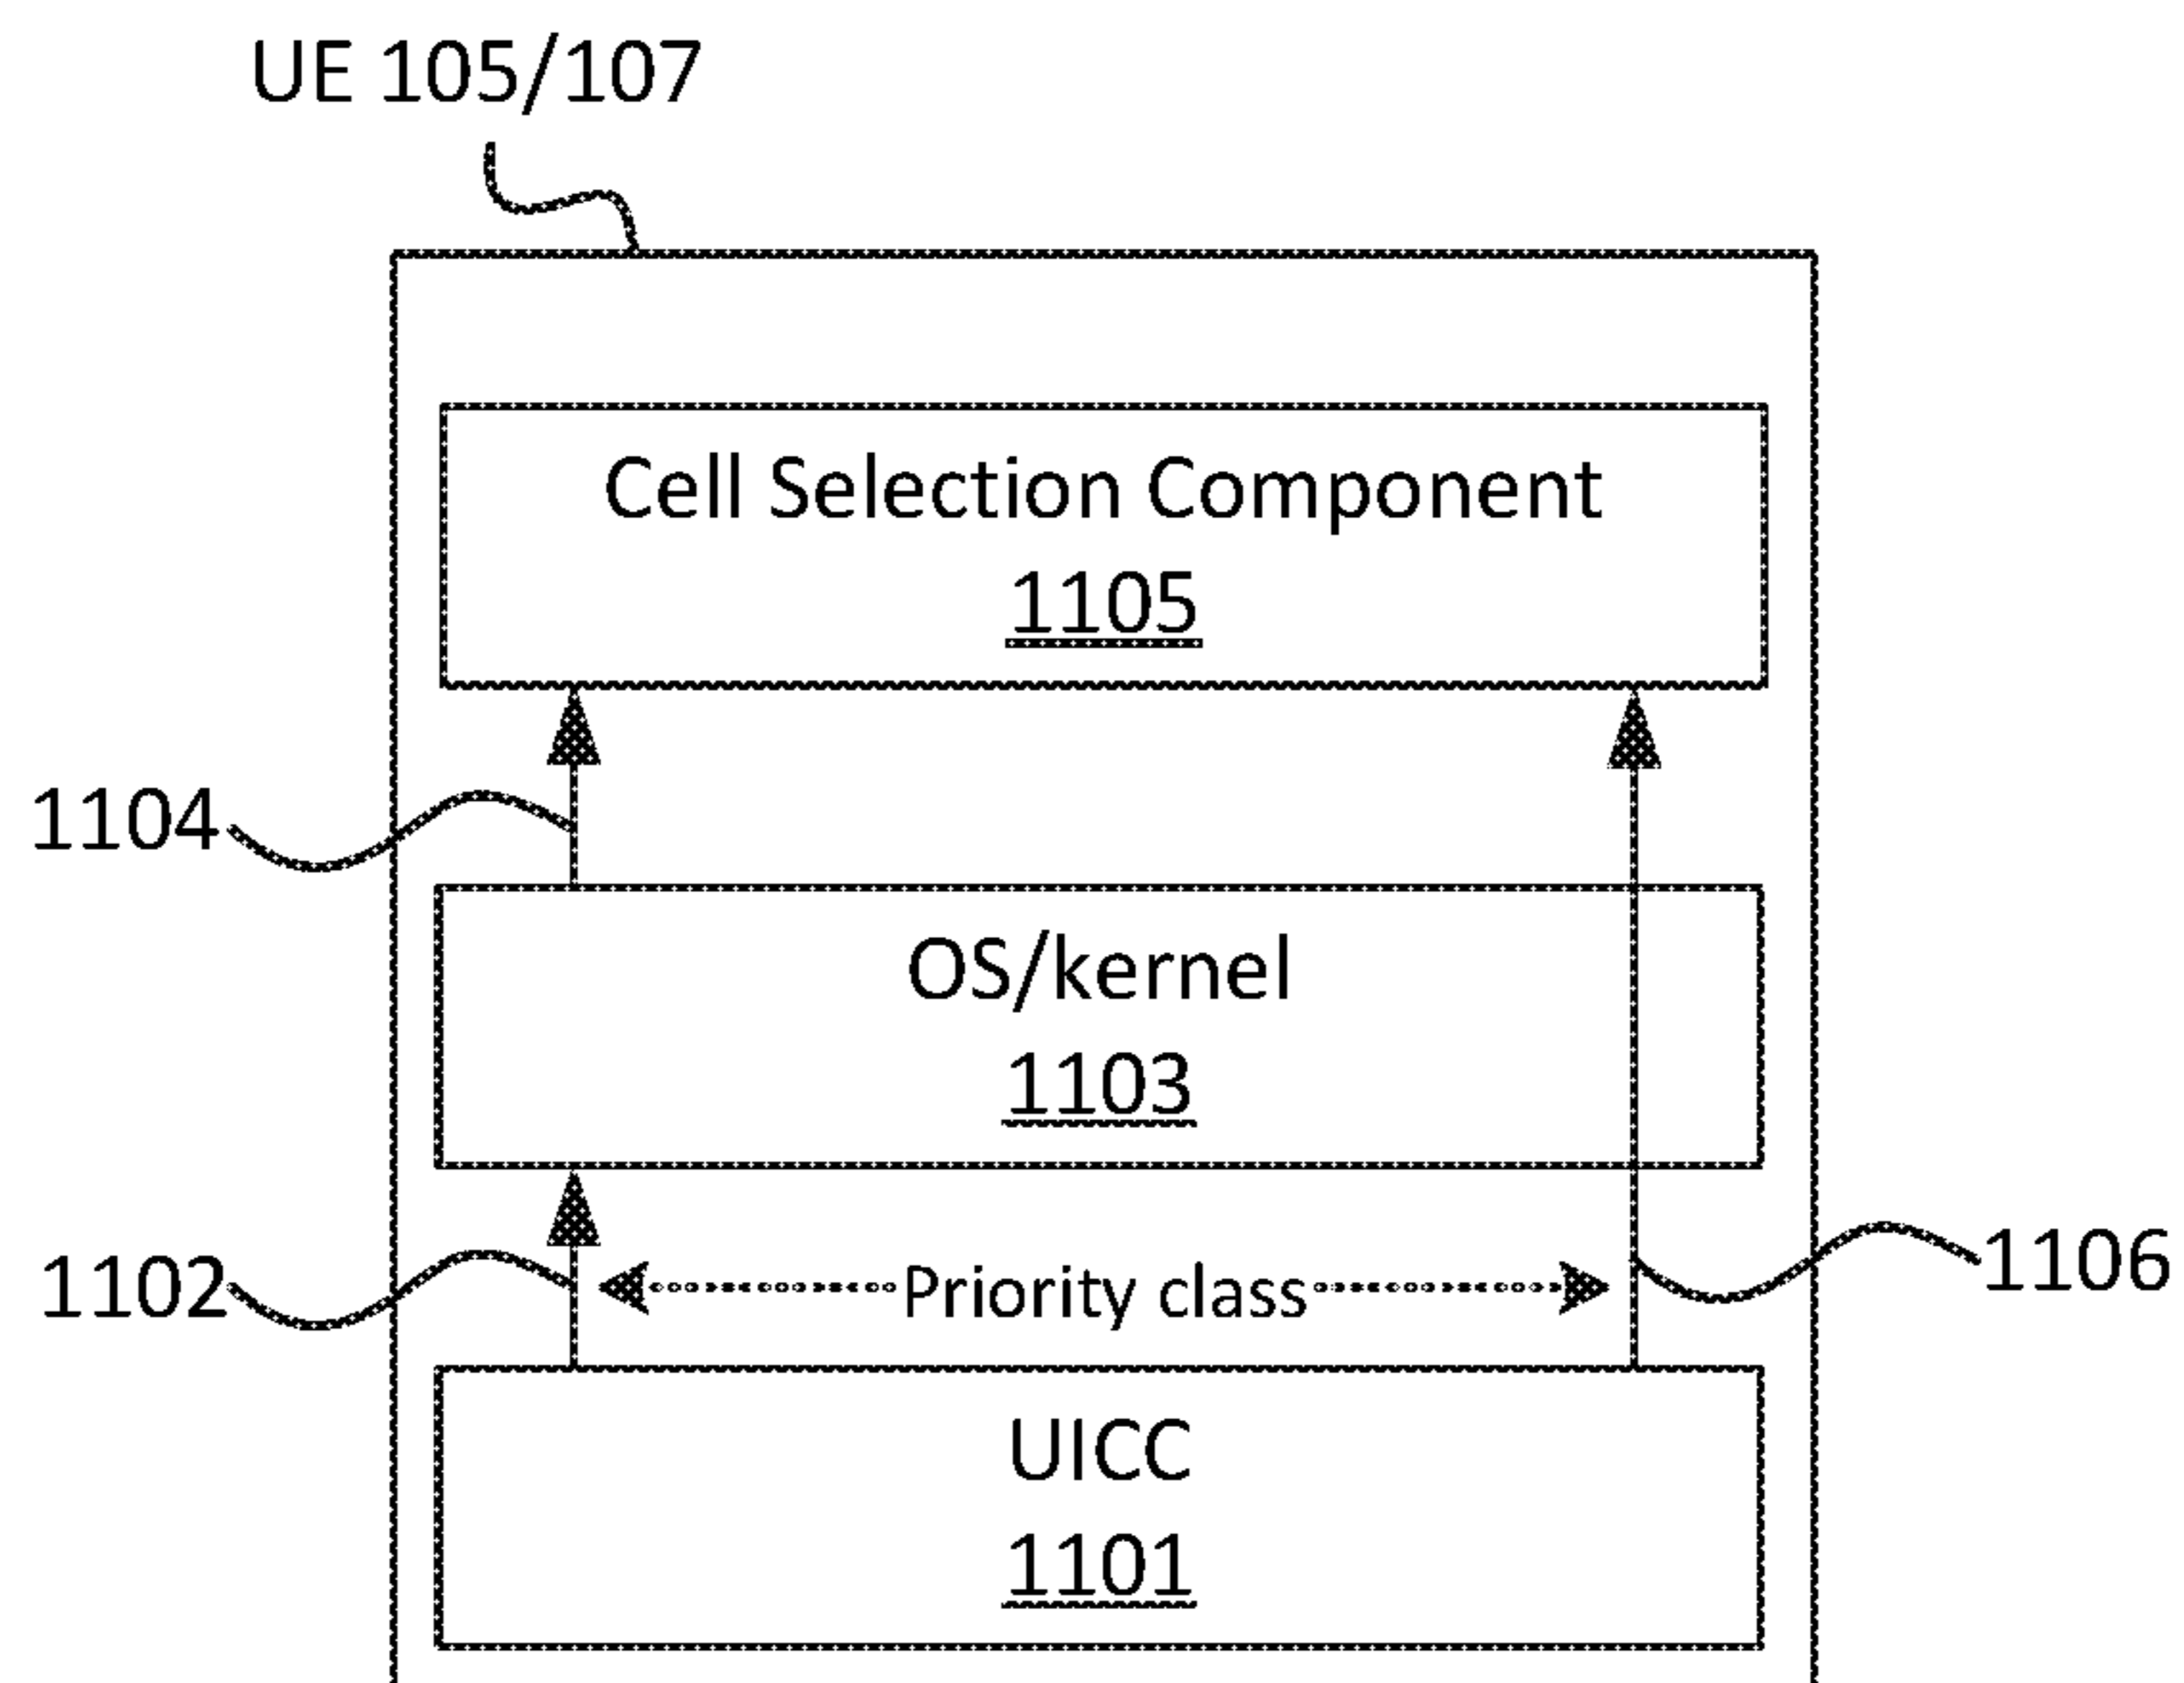 UE 105/107
Cell Selection Component
1105
1104
OS/kernel
1103
1102
Priority class
1106
UICC
1101